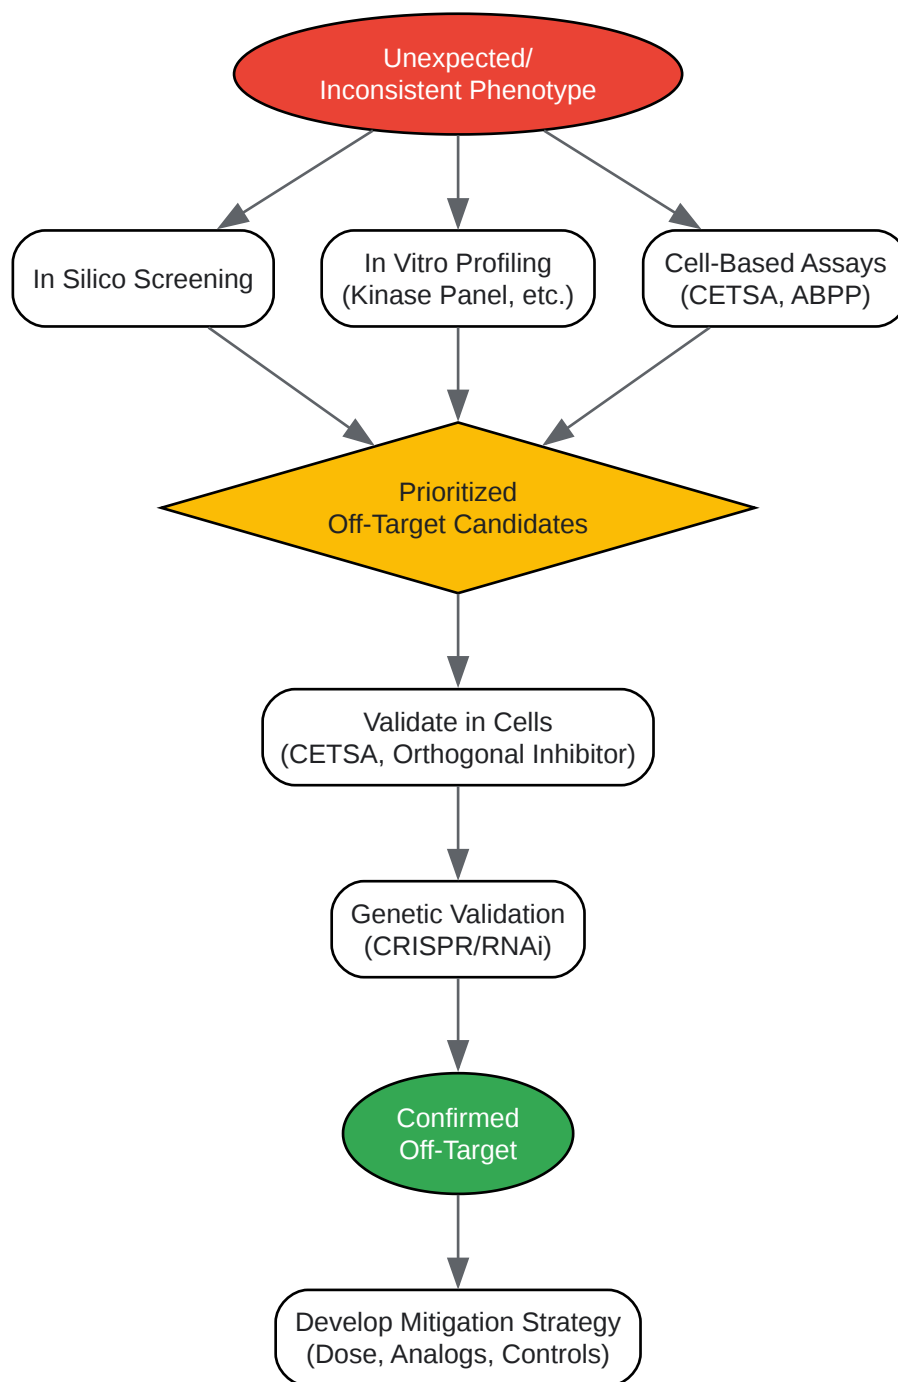 Unexpected/
Inconsistent Phenotype
In Silico Screening
In Vitro Profiling
(Kinase Panel, etc.)
Cell-Based Assays
(CETSA, ABPP)
Prioritized
Off-Target Candidates
Validate in Cells
(CETSA, Orthogonal Inhibitor)
Genetic Validation
(CRISPR/RNAi)
Confirmed
Off-Target
Develop Mitigation Strategy
(Dose, Analogs, Controls)